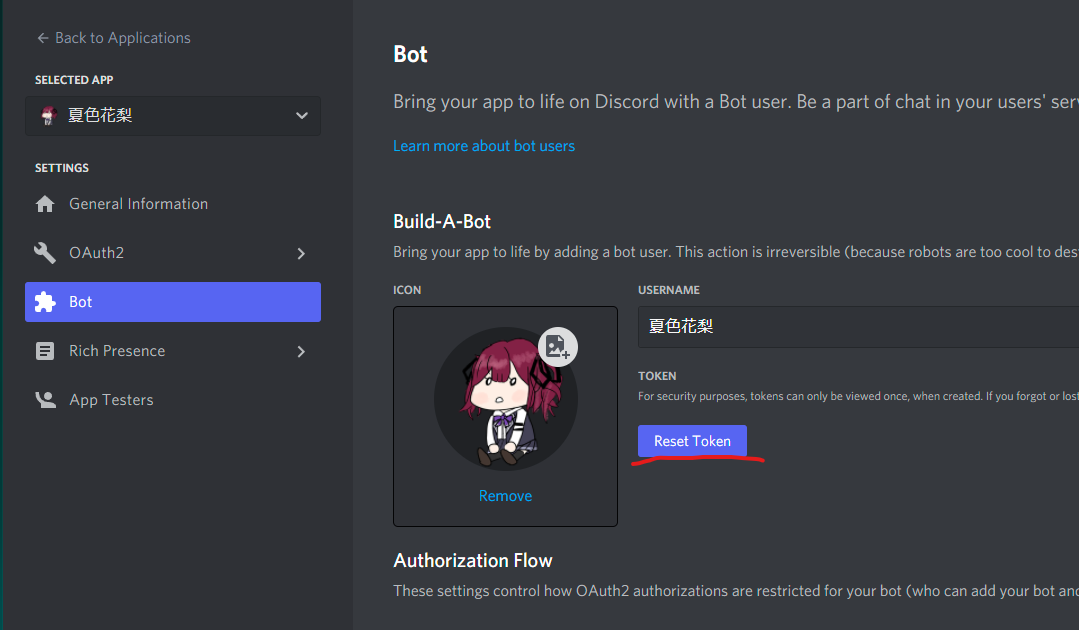 Back to Applications
SELECTED APP
夏色花梨
SETTINGS
General Information
OAuth2
Bot
Rich Presence
App Testers
Bot
Bring your app to life on Discord with a Bot user. Be a part of chat in your users'
Learn more about bot users
Build-A-Bot
Bring your app to life by adding a bot user. This action is irreversible (because robots are too cool to
ICON
Remove
USERNAME
夏色花梨
TOKEN
For security purposes, tokens can only be viewed once, when created. If you forgot or lost
Reset Token
Authorization Flow
These settings control how OAuth2 authorizations are restricted for your bot (who can add your bot and